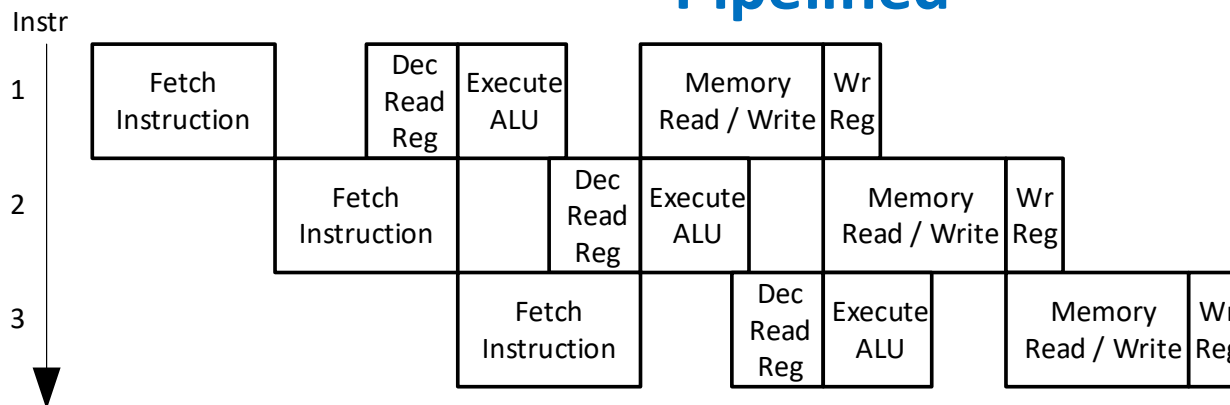 Pipelined
Instr
1
Fetch
Instruction
Dec
Read
Reg
Execute
ALU
Memory
Read / Write
Wr
Reg
2
Fetch
Instruction
Dec
Read
Reg
Execute
ALU
Memory
Read / Write
Wr
Reg
3
Fetch
Instruction
Dec
Read
Reg
Execute
ALU
Memory
Read / Write
Wr
Reg